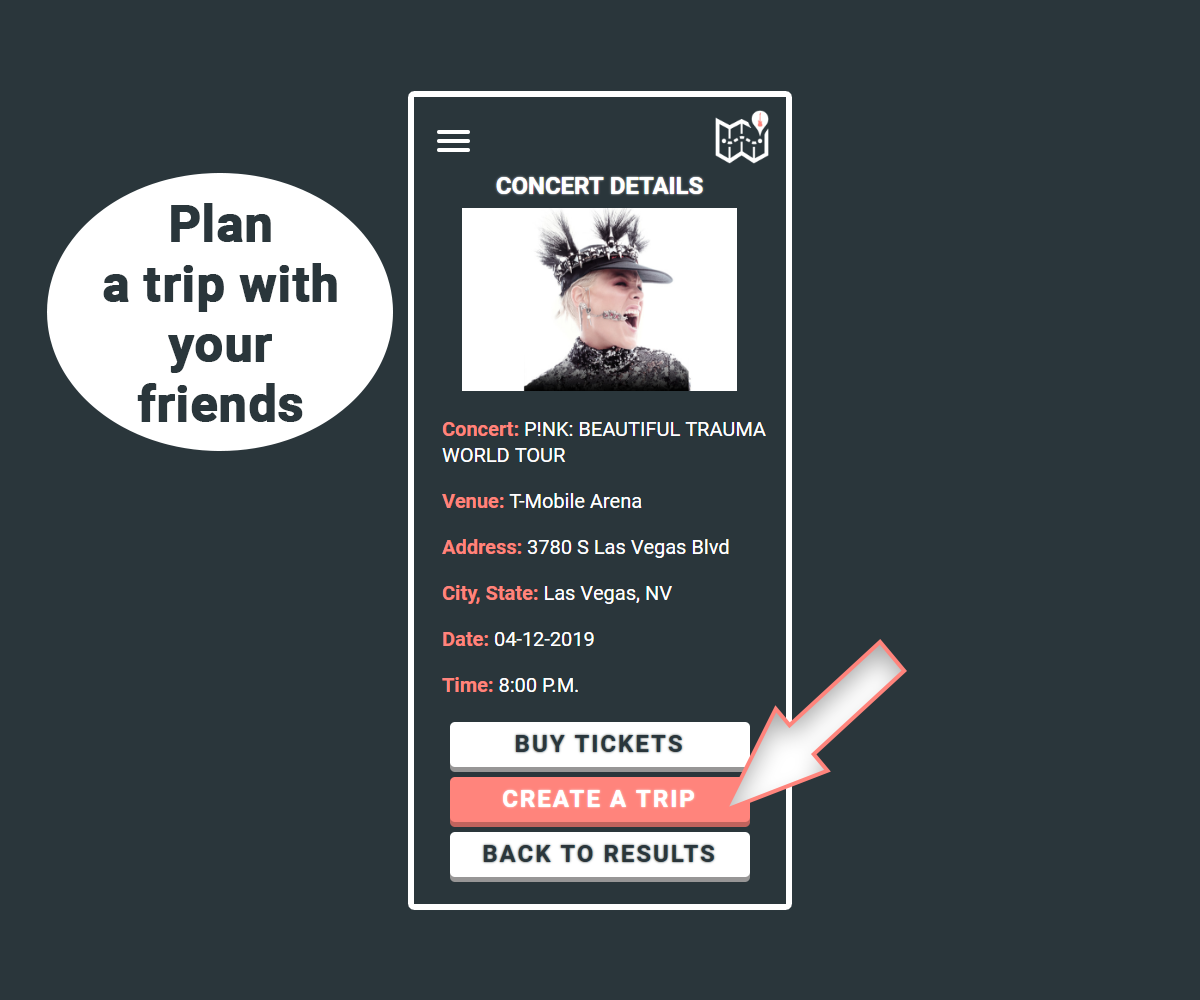 Plan
a trip with
your
friends
CONCERT DETAILS
Concert: P!NK: BEAUTIFUL TRAUMA
WORLD TOUR
Venue: T-Mobile Arena
Address: 3780 S Las Vegas Blvd
City, State: Las Vegas, NV
Date: 04-12-2019
Time: 8:00 P.M.
BUY TICKETS
CREATE A TRIP
BACK TO RESULTS